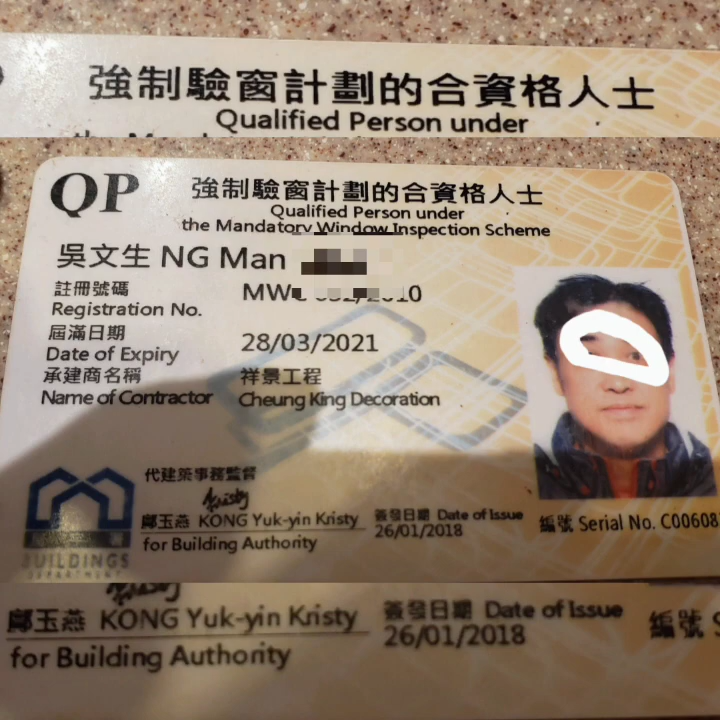 強制驗窗計劃的合資格人士
Qualified Person under
QP
強制驗窗計劃的合資格人士
Qualified Person under
the Mandatory Window Inspection Scheme
吳文生 NG Man
註冊號碼
Registration No.
屆滿日期
Date of Expiry
28/03/2021
承建商名稱
Name of Contractor
祥景工程
Cheung King Decoration
代建築事務監督
Kristy
鄺玉燕 KONG Yuk-yin Kristy
for Building Authority
簽發日期 Date of Issue
26/01/2018
編號 Serial No.
BUILDINGS
DEPARTMENT
鄺玉燕 KONG Yuk-yin Kristy
for Building Authority
簽發日期 Date of Issue
26/01/2018
編號